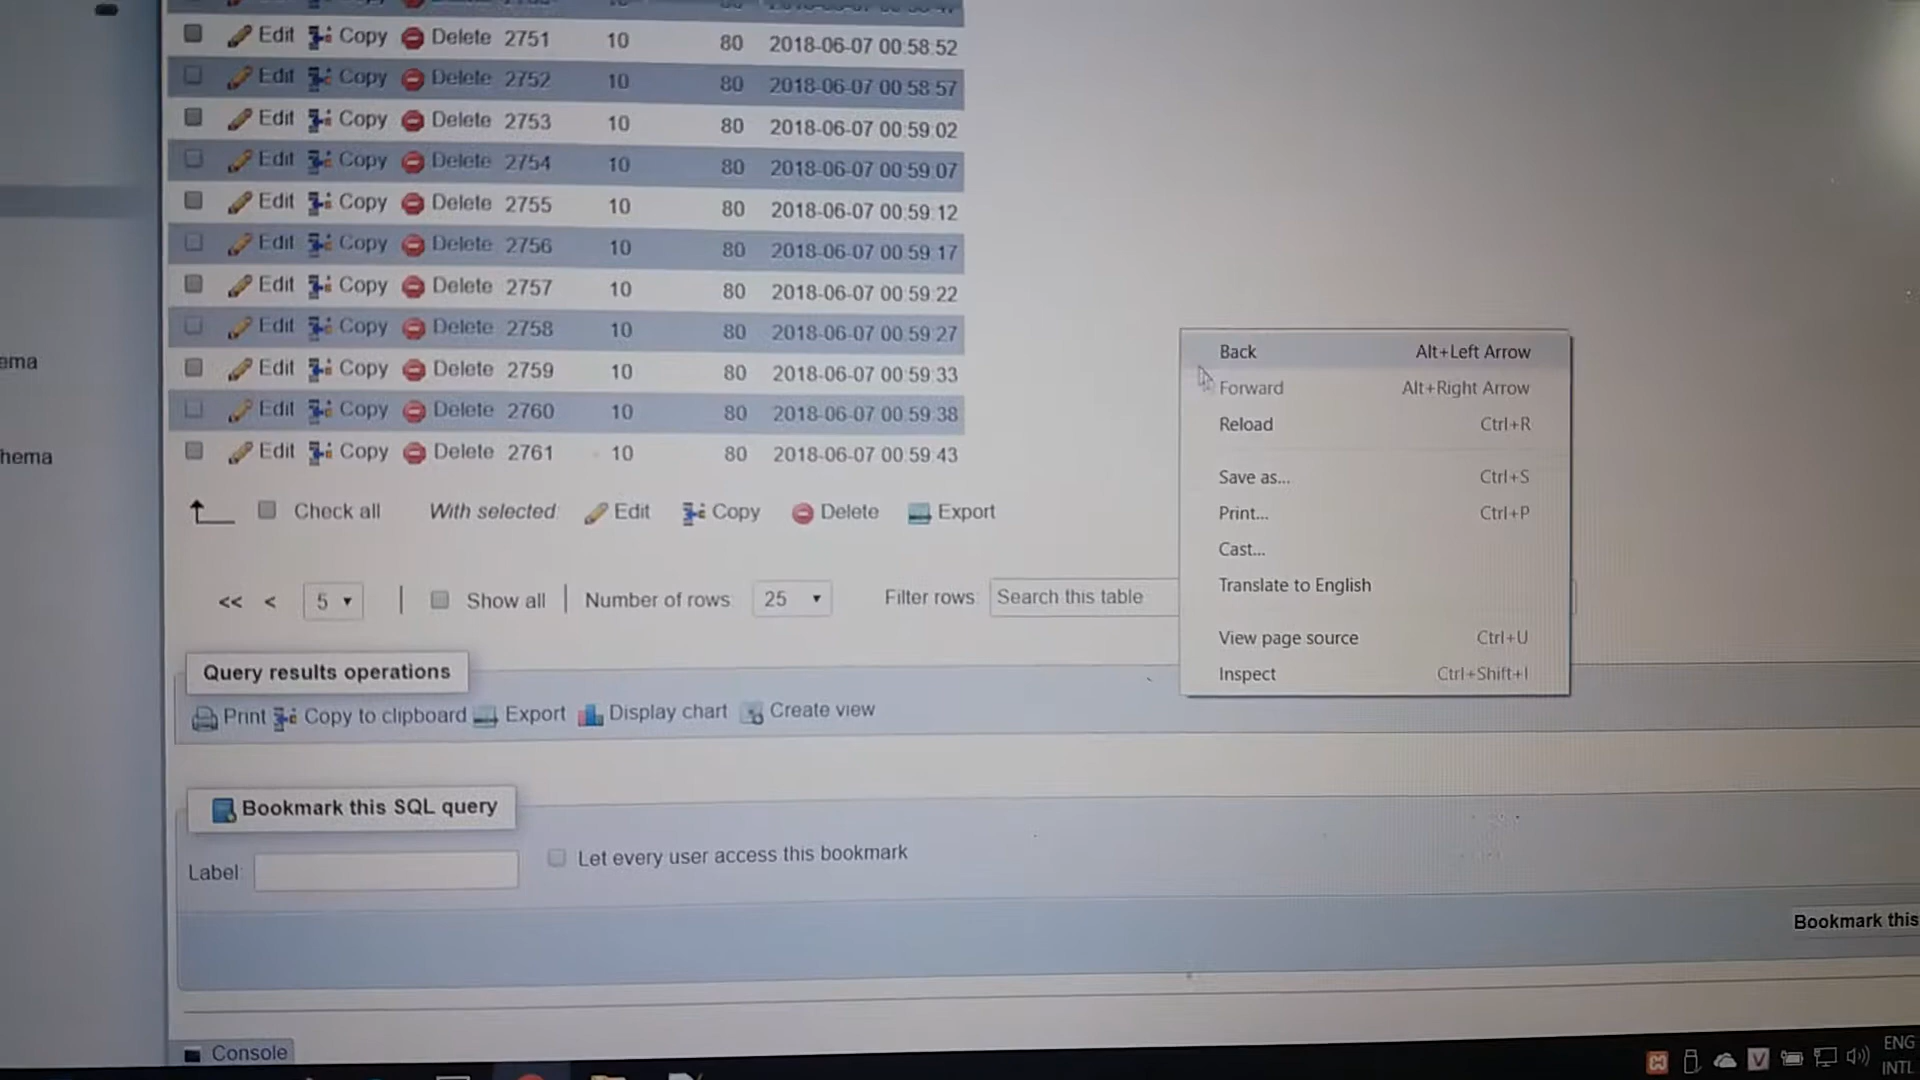 Edit Copy Delete 2751 10 80 2018-06-07 00:58:52
Edit Copy Delete 2752 10 80 2018-06-07 00:58:57
Edit Copy Delete 2753 10 80 2018-06-07 00:59:02
Edit Copy Delete 2754 10 80 2018-06-07 00:59:07
Edit Copy Delete 2755 10 80 2018-06-07 00:59:12
Edit Copy Delete 2756 10 80 2018-06-07 00:59:17
Edit Copy Delete 2757 10 80 2018-06-07 00:59:22
Edit Copy Delete 2758 10 80 2018-06-07 00:59:27
Edit Copy Delete 2759 10 80 2018-06-07 00:59:33
Edit Copy Delete 2760 10 80 2018-06-07 00:59:38
Edit Copy Delete 2761 10 80 2018-06-07 00:59:43
ema
hema
Check all With selected: Edit Copy Delete Export
<< < 5 | Show all | Number of rows: 25 Filter rows: Search this table
Back Alt+Left Arrow
Forward Alt+Right Arrow
Reload Ctrl+R
Save as... Ctrl+S
Print... Ctrl+P
Cast...
Translate to English
View page source Ctrl+U
Inspect Ctrl+Shift+I
Query results operations
Print Copy to clipboard Export Display chart Create view
Bookmark this SQL query
Label: Let every user access this bookmark
Bookmark this
Console
ENG
INTL